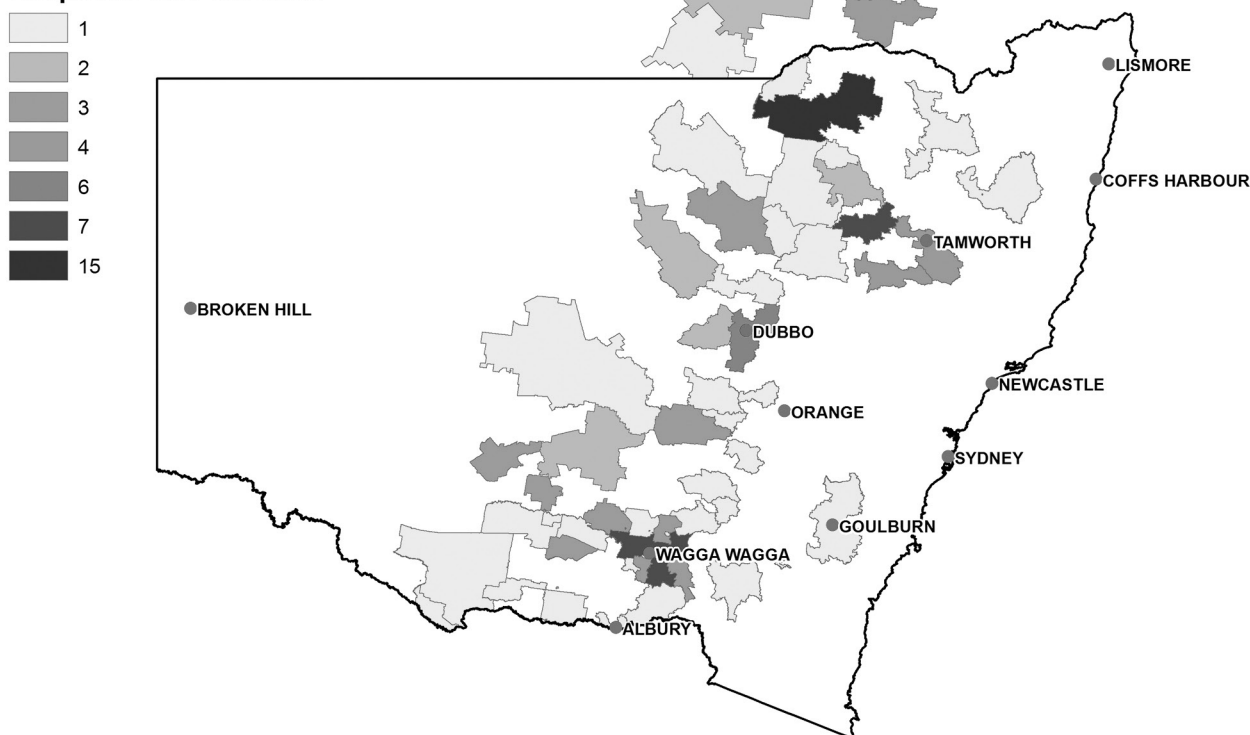 1
2
3
4
6
7
15
LISMORE
COFFS HARBOUR
TAMWORTH
BROKEN HILL
DUBBO
NEWCASTLE
ORANGE
SYDNEY
GOULBURN
WAGGA WAGGA
ALBURY